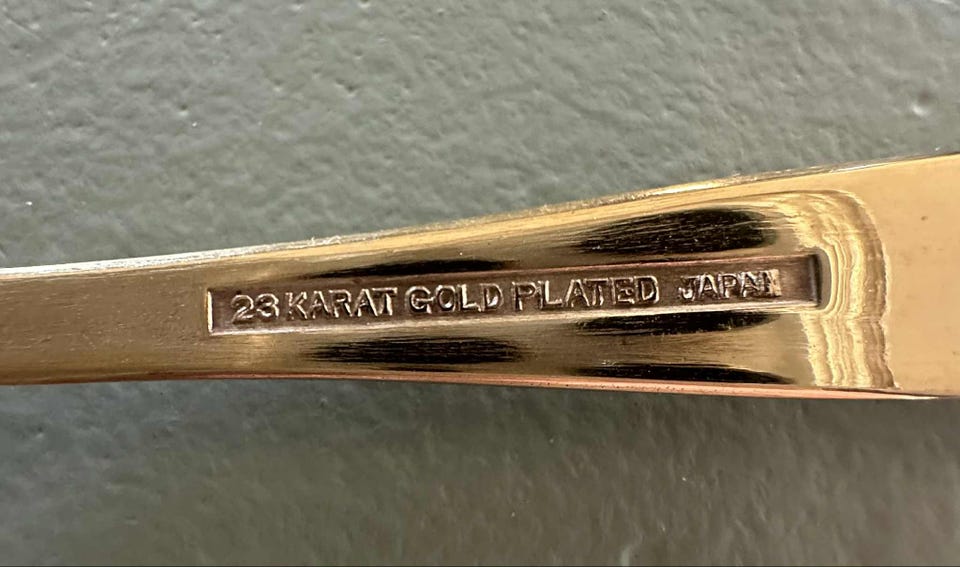 23 KARAT GOLD PLATED JAPAN